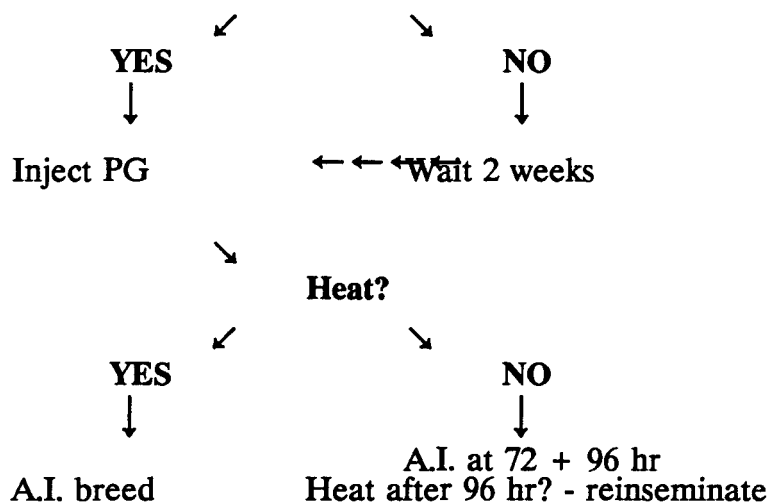 YES NO
Inject PG Wait 2 weeks
Heat?
YES NO
A.I. at 72 + 96 hr
A.I. breed Heat after 96 hr? - reinseminate